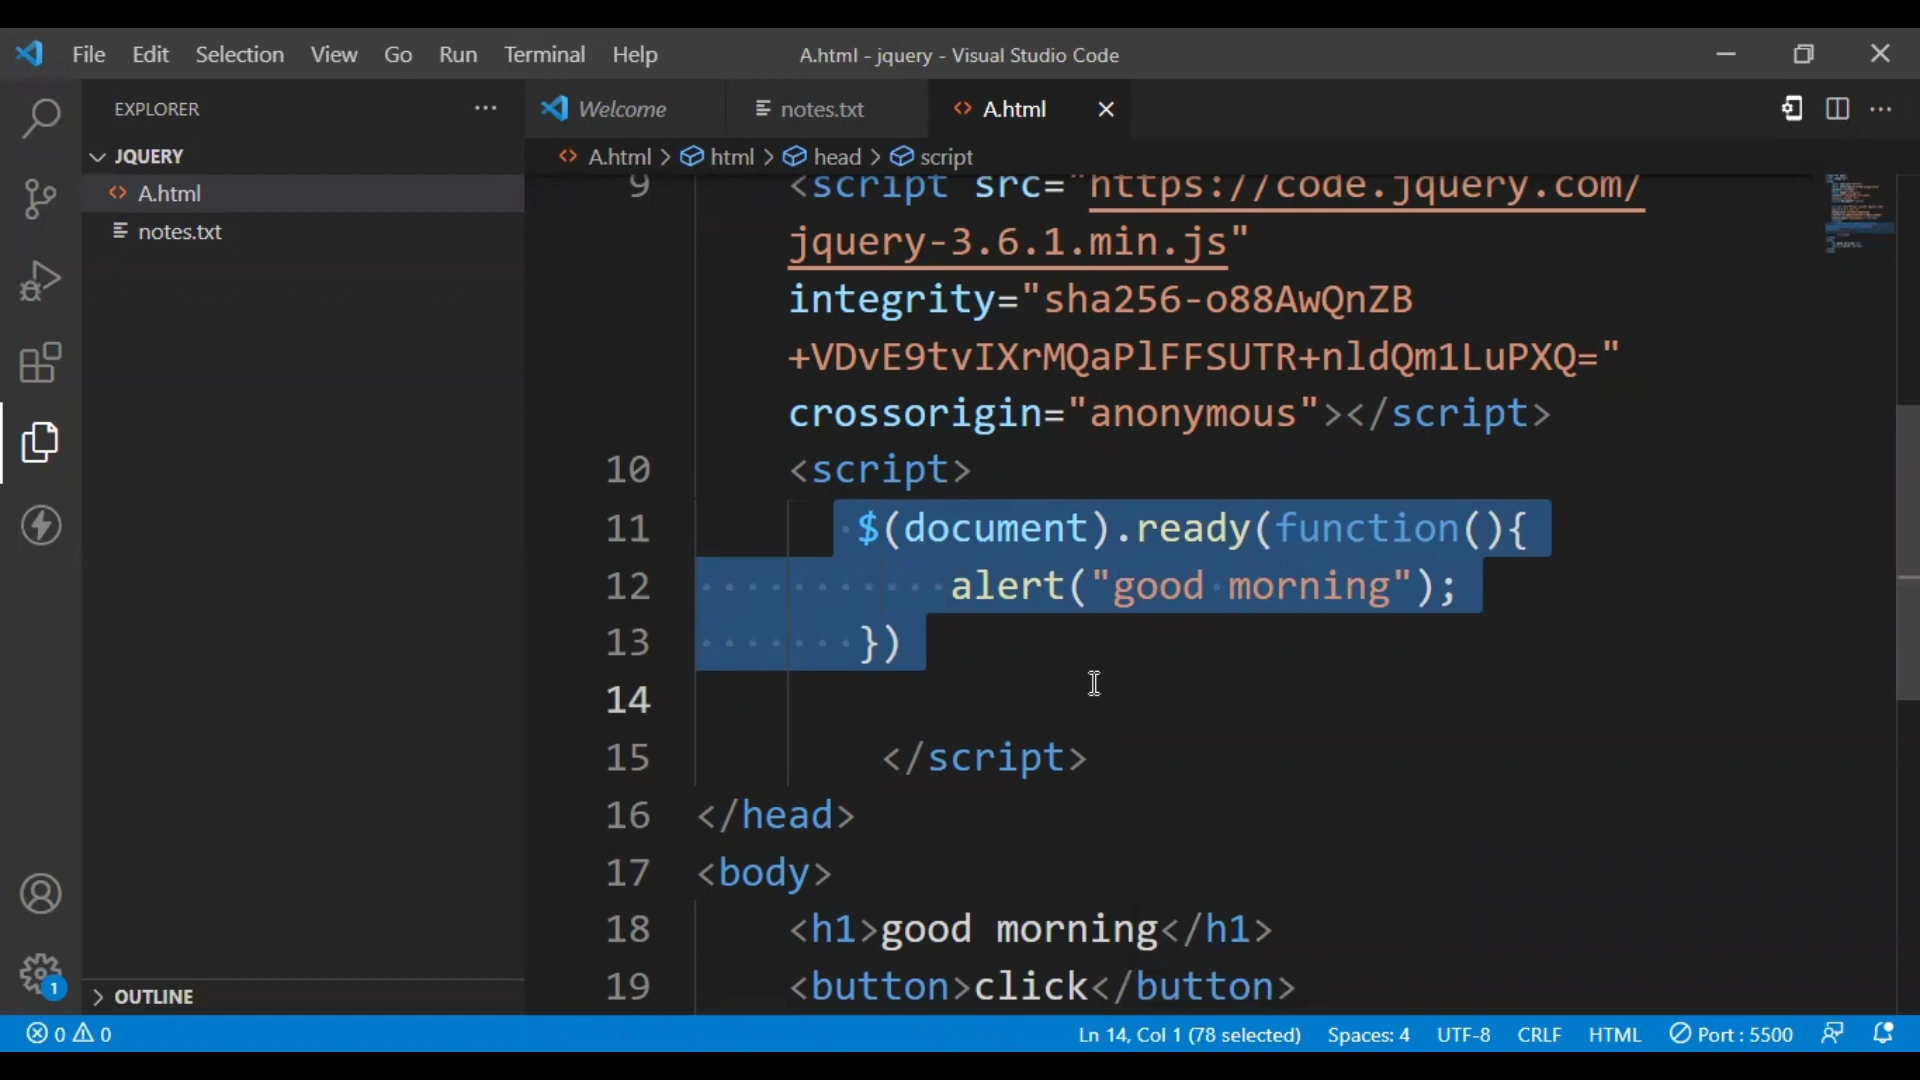 File Edit Selection View Go Run Terminal Help A.html - jquery - Visual Studio Code
EXPLORER
JQUERY
A.html
notes.txt
OUTLINE
Welcome notes.txt A.html
A.html > html > head > script
9 <script src="https://code.jquery.com/
jquery-3.6.1.min.js"
integrity="sha256-o88AwQnZB
+VDvE9tvIXrMQaPlFFSUTR+nldQm1LuPXQ="
crossorigin="anonymous"></script>
10 <script>
11 $(document).ready(function(){
12 alert("good morning");
13 })
14
15 </script>
16 </head>
17 <body>
18 <h1>good morning</h1>
19 <button>click</button>
1
0 0 Ln 14, Col 1 (78 selected) Spaces: 4 UTF-8 CRLF HTML Port : 5500